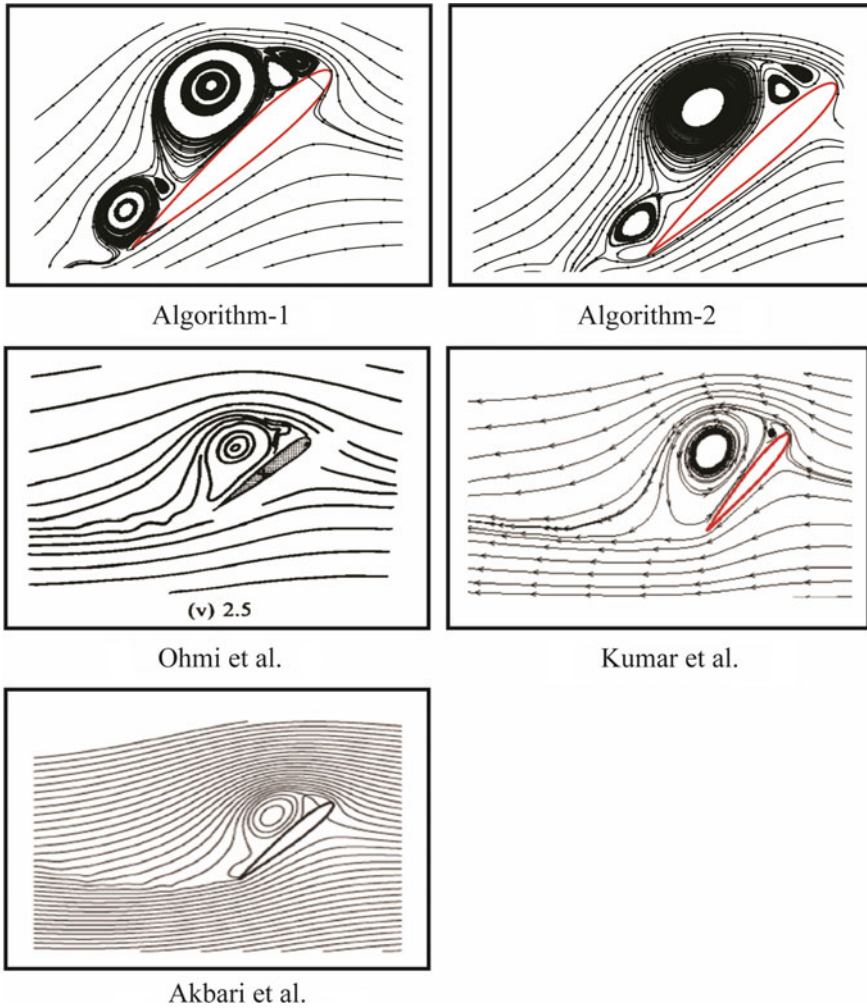 Algorithm-1
Algorithm-2
(v) 2.5
Ohmi et al.
Kumar et al.
Akbari et al.